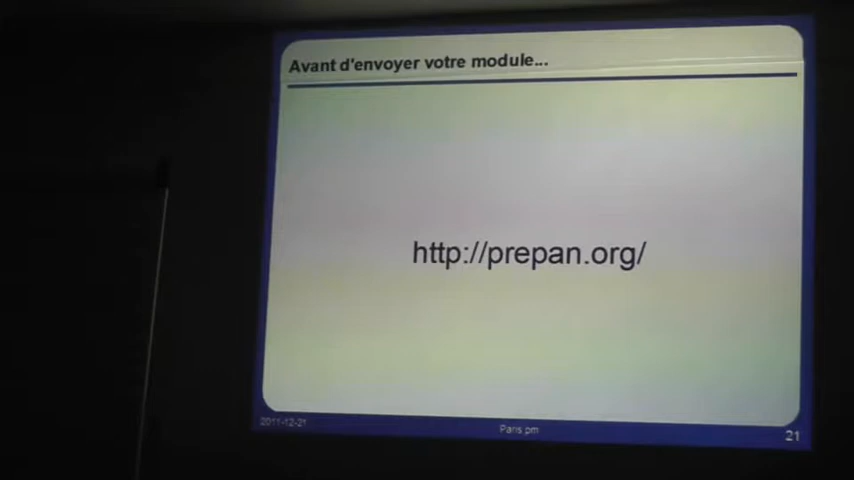 Avant d'envoyer votre module...
http://prepan.org/
2011-12-21
Paris pm
21